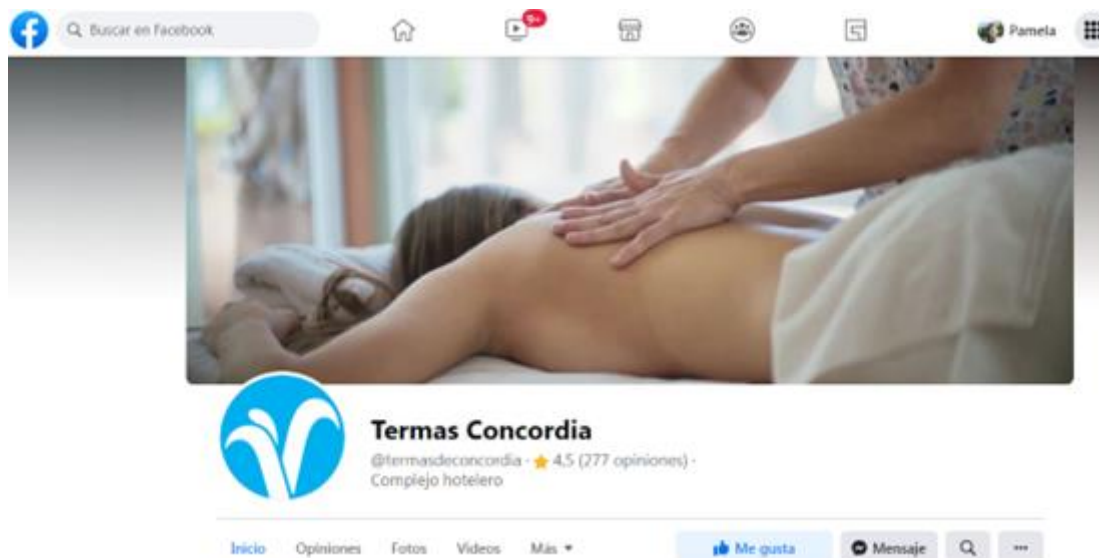 Buscar en Facebook
9+
Pamela
Termas Concordia
@termasdeconcordia · 4,5 (277 opiniones) ·
Complejo hotelero
Inicio Opiniones Fotos Videos Más Me gusta Mensaje